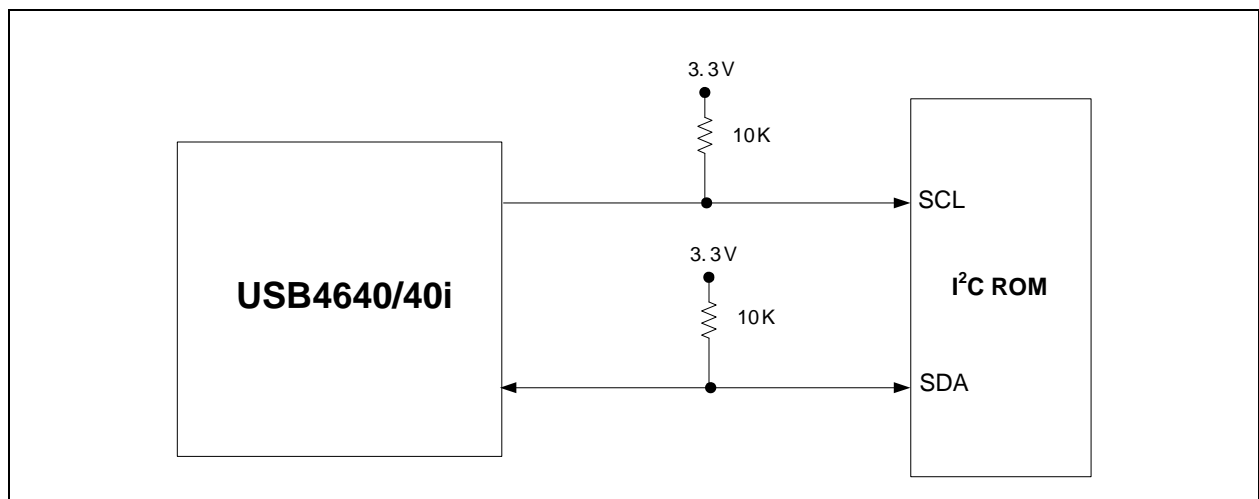 3.3V
10K
SCL
3.3V
USB4640/40i
I²C ROM
10K
SDA